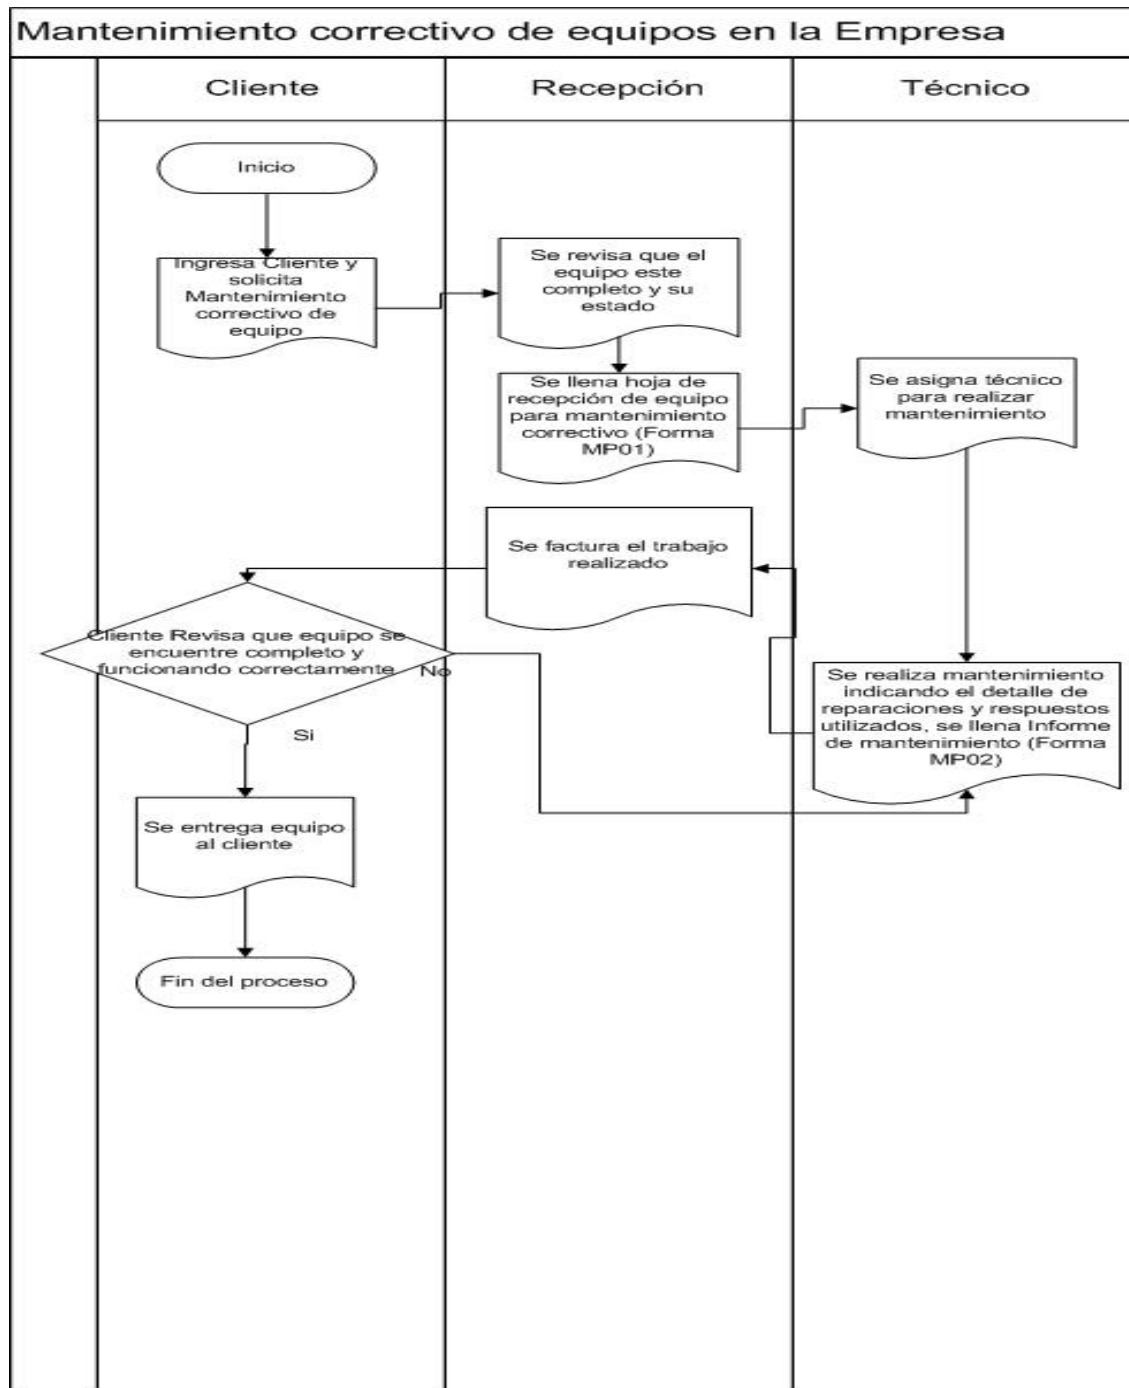 Mantenimiento correctivo de equipos en la Empresa
Cliente
Recepción
Técnico
Inicio
Ingresa Cliente y
solicita
Mantenimiento
correctivo de
equipo
Se revisa que el
equipo este
completo y su
estado
Se llena hoja de
recepción de equipo
para mantenimiento
correctivo (Forma
MP01)
Se asigna técnico
para realizar
mantenimiento
Se realiza mantenimiento
indicando el detalle de
reparaciones y respuestos
utilizados, se llena Informe
de mantenimiento (Forma
MP02)
Se factura el trabajo
realizado
Cliente Revisa que equipo se
encuentre completo y
funcionando correctamente
No
Si
Se entrega equipo
al cliente
Fin del proceso